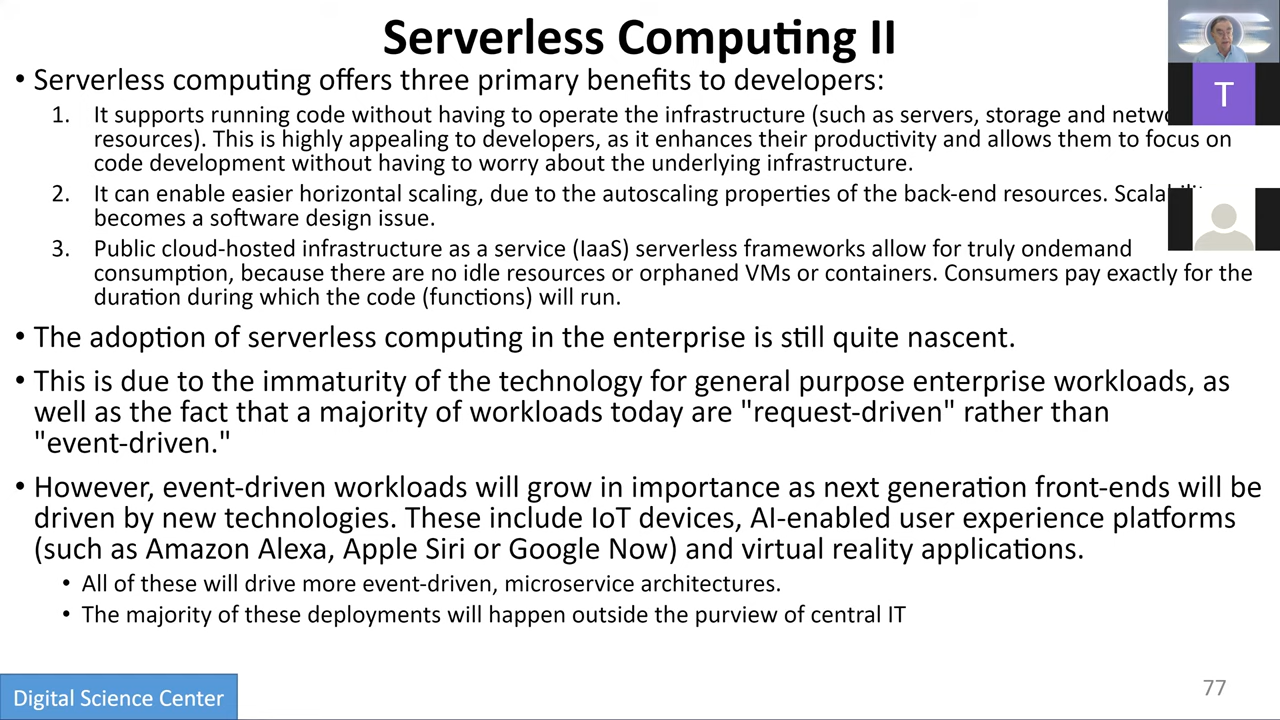 Serverless Computing II
• Serverless computing offers three primary benefits to developers:
1. It supports running code without having to operate the infrastructure (such as servers, storage and
resources). This is highly appealing to developers, as it enhances their productivity and allows them to focus on
code development without having to worry about the underlying infrastructure.
2. It can enable easier horizontal scaling, due to the autoscaling properties of the back-end resources.
becomes a software design issue.
3. Public cloud-hosted infrastructure as a service (IaaS) serverless frameworks allow for truly ondemand
consumption, because there are no idle resources or orphaned VMs or containers. Consumers pay exactly for the
duration during which the code (functions) will run.
• The adoption of serverless computing in the enterprise is still quite nascent.
• This is due to the immaturity of the technology for general purpose enterprise workloads, as
well as the fact that a majority of workloads today are "request-driven" rather than
"event-driven."
• However, event-driven workloads will grow in importance as next generation front-ends will be
driven by new technologies. These include IoT devices, AI-enabled user experience platforms
(such as Amazon Alexa, Apple Siri or Google Now) and virtual reality applications.
• All of these will drive more event-driven, microservice architectures.
• The majority of these deployments will happen outside the purview of central IT
T
Digital Science Center
77